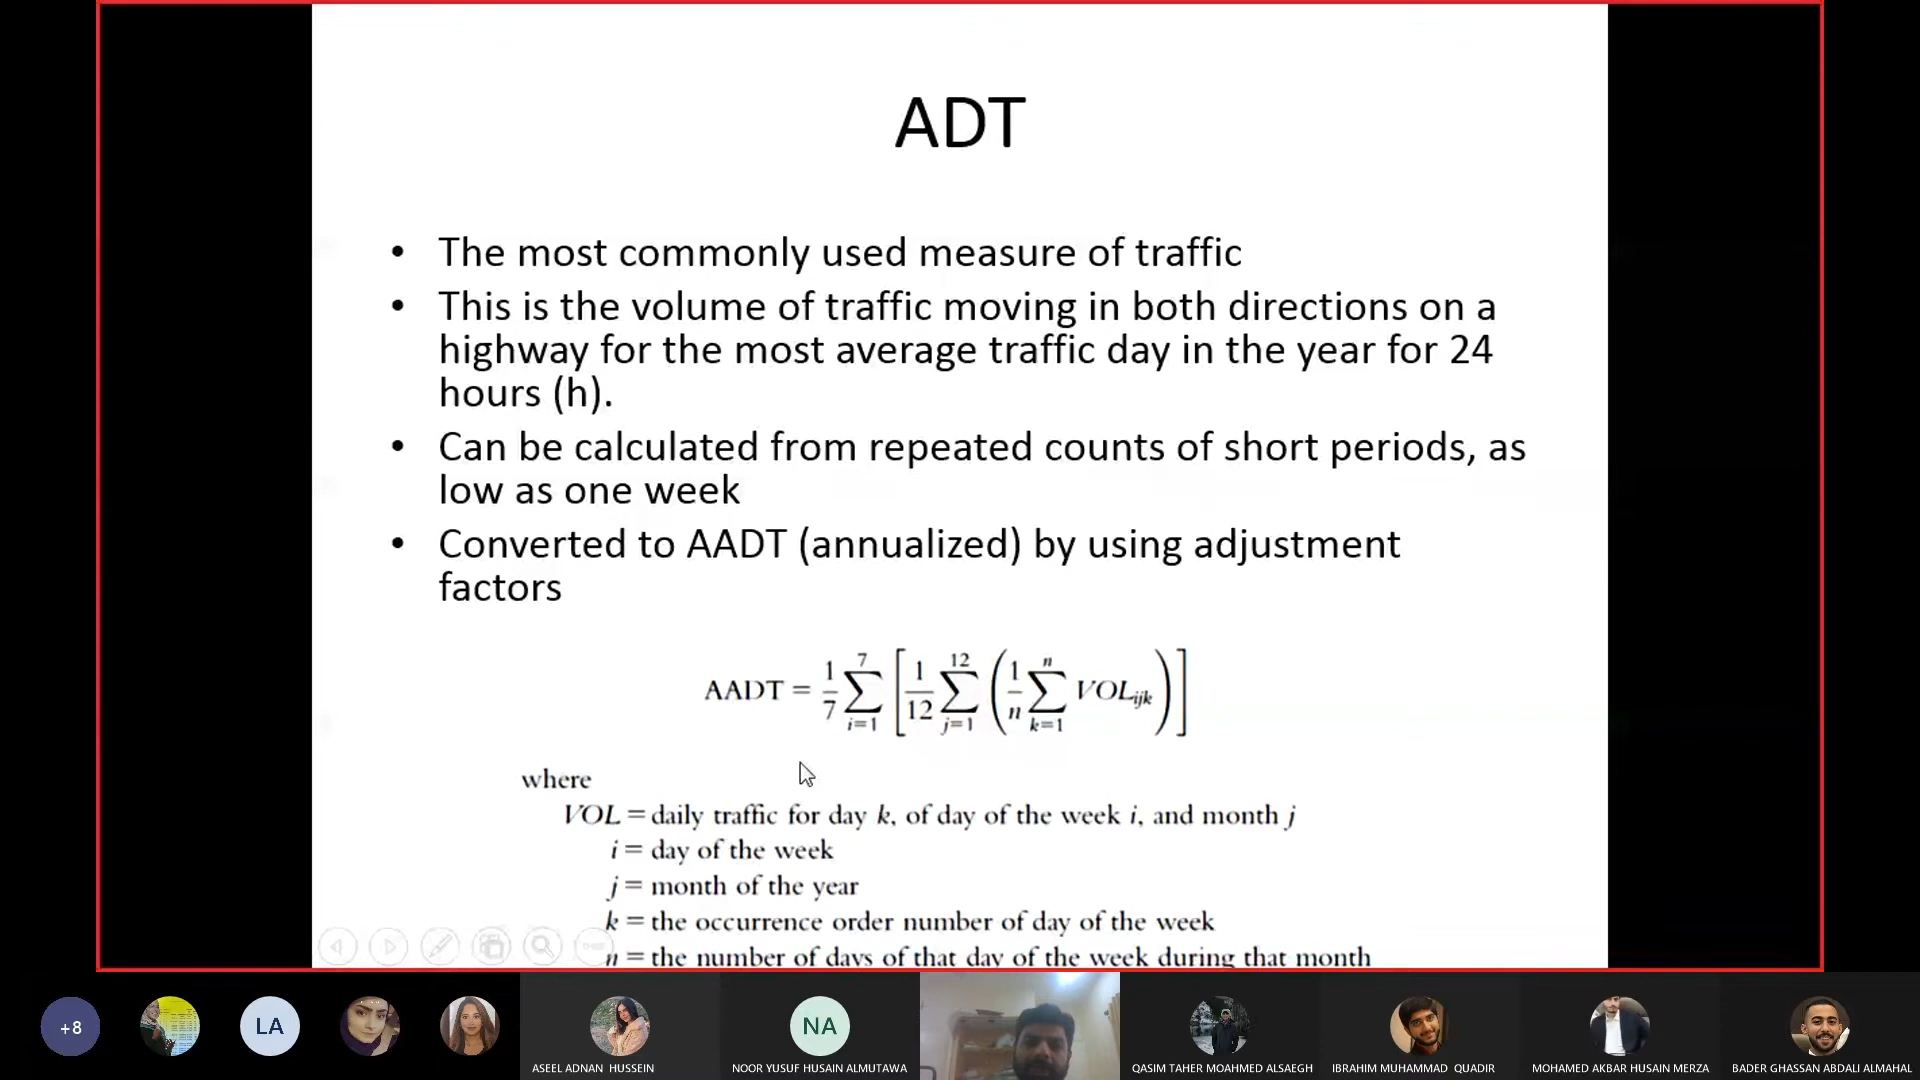 ADT
• The most commonly used measure of traffic
• This is the volume of traffic moving in both directions on a
highway for the most average traffic day in the year for 24
hours (h).
• Can be calculated from repeated counts of short periods, as
low as one week
• Converted to AADT (annualized) by using adjustment
factors
AADT = 1/7 ∑_{i=1}^{7} [ 1/12 ∑_{j=1}^{12} ( 1/n ∑_{k=1}^{n} VOL_{ijk} ) ]
where
VOL = daily traffic for day k, of day of the week i, and month j
i = day of the week
j = month of the year
k = the occurrence order number of day of the week
n = the number of days of that day of the week during that month
+8
LA
NA
ASEEL ADNAN HUSSEIN
NOOR YUSUF HUSAIN ALMUTAWA
QASIM TAHER MOAHMED ALSAEGH
IBRAHIM MUHAMMAD QUADIR
MOHAMED AKBAR HUSAIN MERZA
BADER GHASSAN ABDALI ALMAHAL